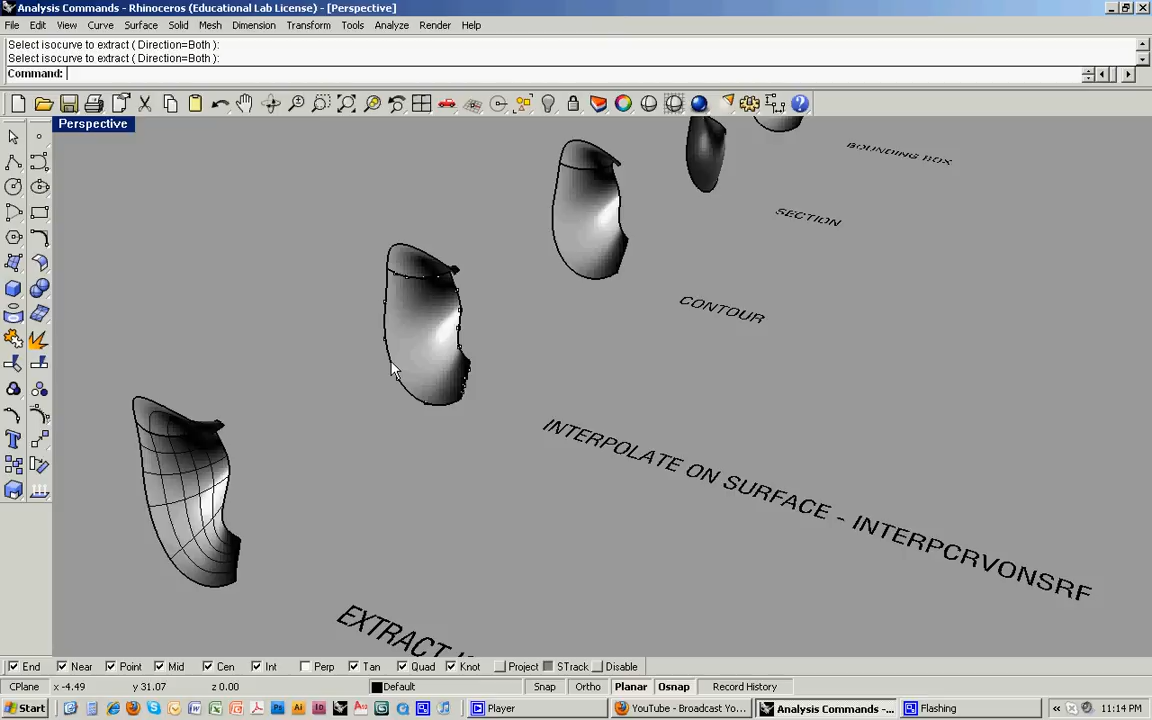 Analysis Commands - Rhinoceros (Educational Lab License) - [Perspective]
File Edit View Curve Surface Solid Mesh Dimension Transform Tools Analyze Render Help
Select isocurve to extract ( Direction=Both ):
Select isocurve to extract ( Direction=Both ):
Command:
Perspective
BOUNDING BOX
SECTION
CONTOUR
INTERPOLATE ON SURFACE - INTERPCRVONSRF
EXTRACT
End Near Point Mid Cen Int Perp Tan Quad Knot Project STrack Disable
CPlane x -4.49 y 31.07 z 0.00 Default Snap Ortho Planar Osnap Record History
Start Player YouTube - Broadcast Yo... Analysis Commands -... Flashing 11:14 PM